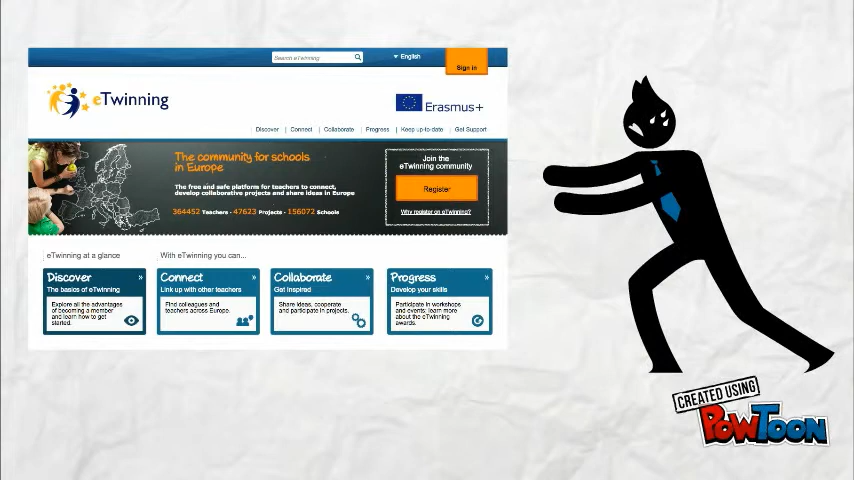 Search eTwinning
English
Sign in
eTwinning
Erasmus+
Discover | Connect | Collaborate | Progress | Keep up-to-date | Get Support
The community for schools
in Europe
The free and safe platform for teachers to connect,
develop collaborative projects and share ideas in Europe
364452 Teachers - 47623 Projects - 156072 Schools
Join the
eTwinning community
Register
Why register on eTwinning?
eTwinning at a glance
With eTwinning you can...
Discover »
The basics of eTwinning
Explore all the advantages
of becoming a member
and learn how to get
started.
Connect »
Link up with other teachers
Find colleagues and
teachers across Europe.
Collaborate »
Get inspired
Share ideas, cooperate
and participate in projects.
Progress »
Develop your skills
Participate in workshops
and events; learn more
about the eTwinning
awards.
CREATED USING
POWTOON